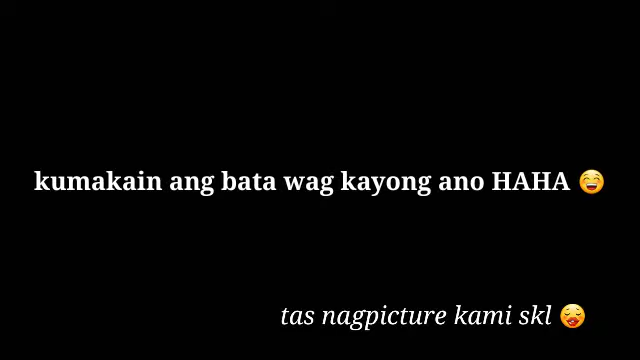 kumakain ang bata wag kayong ano HAHA 😁
tas nagpicture kami skl 🥵